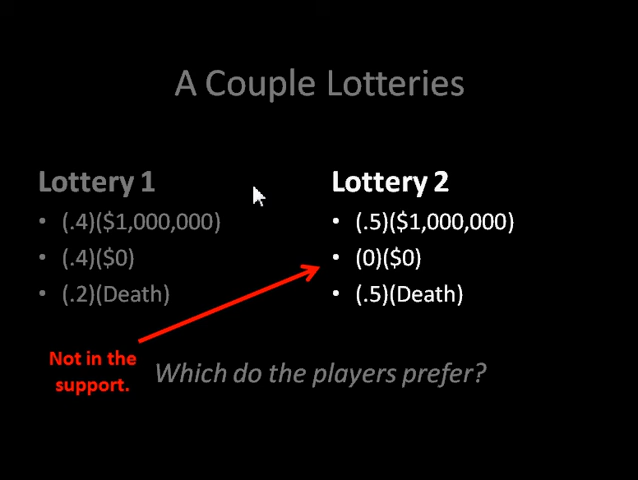 A Couple Lotteries
Lottery 1
• (.4)($1,000,000)
• (.4)($0)
• (.2)(Death)
Lottery 2
• (.5)($1,000,000)
• (0)($0)
• (.5)(Death)
Not in the
support.
Which do the players prefer?